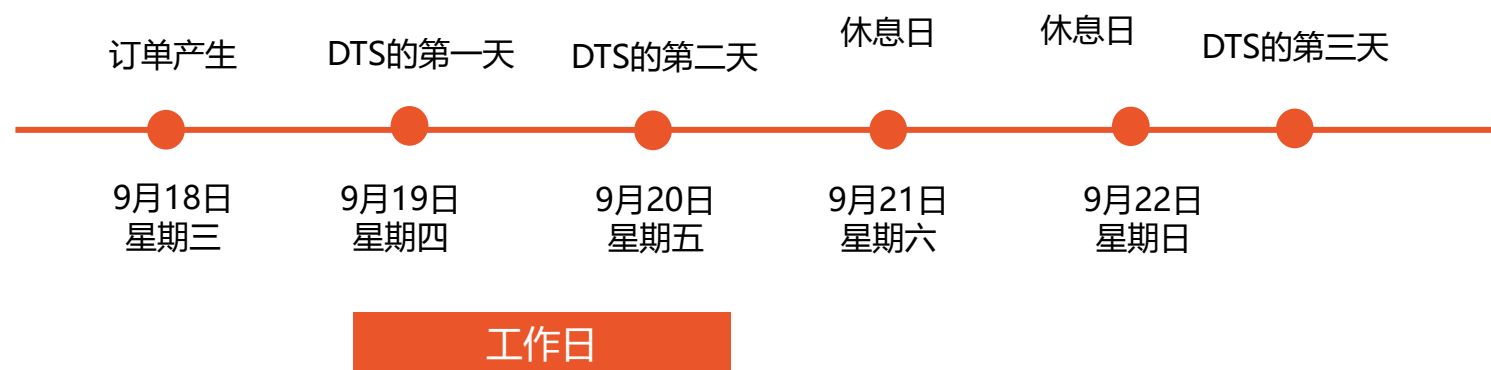 订单产生
DTS的第一天
DTS的第二天
休息日
休息日
DTS的第三天
9月18日
星期三
9月19日
星期四
9月20日
星期五
9月21日
星期六
9月22日
星期日
工作日